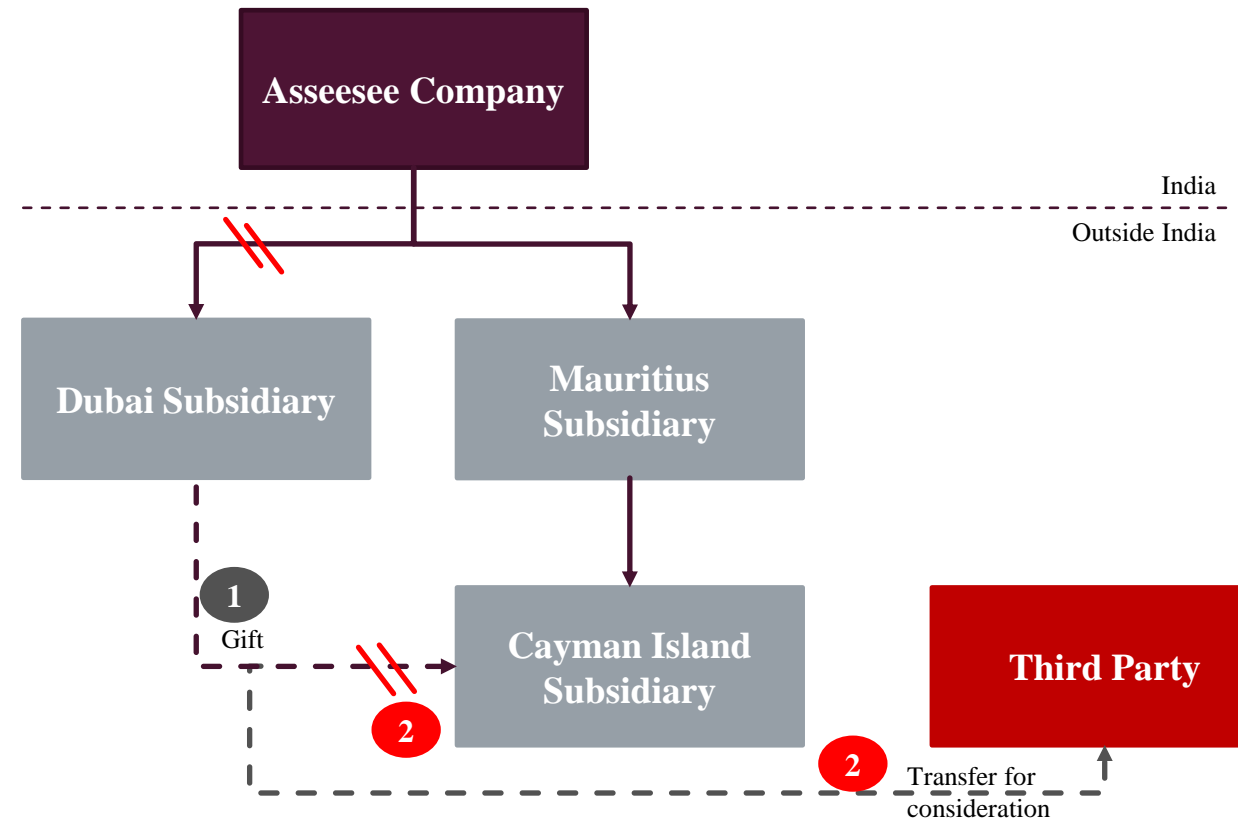 Asseesee Company
India
Outside India
Dubai Subsidiary
Mauritius
Subsidiary
1
Gift
Cayman Island
Subsidiary
Third Party
2
2
Transfer for
consideration